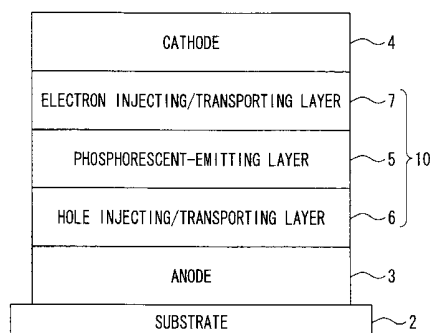 CATHODE 4
ELECTRON INJECTING/TRANSPORTING LAYER 7
PHOSPHORESCENT-EMITTING LAYER 5 10
HOLE INJECTING/TRANSPORTING LAYER 6
ANODE 3
SUBSTRATE 2